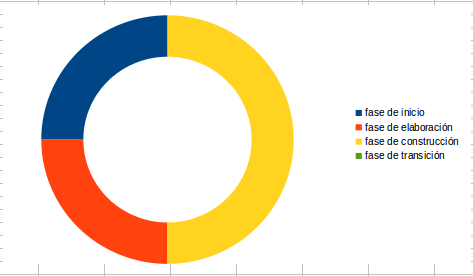 fase de inicio
fase de elaboración
fase de construcción
fase de transición